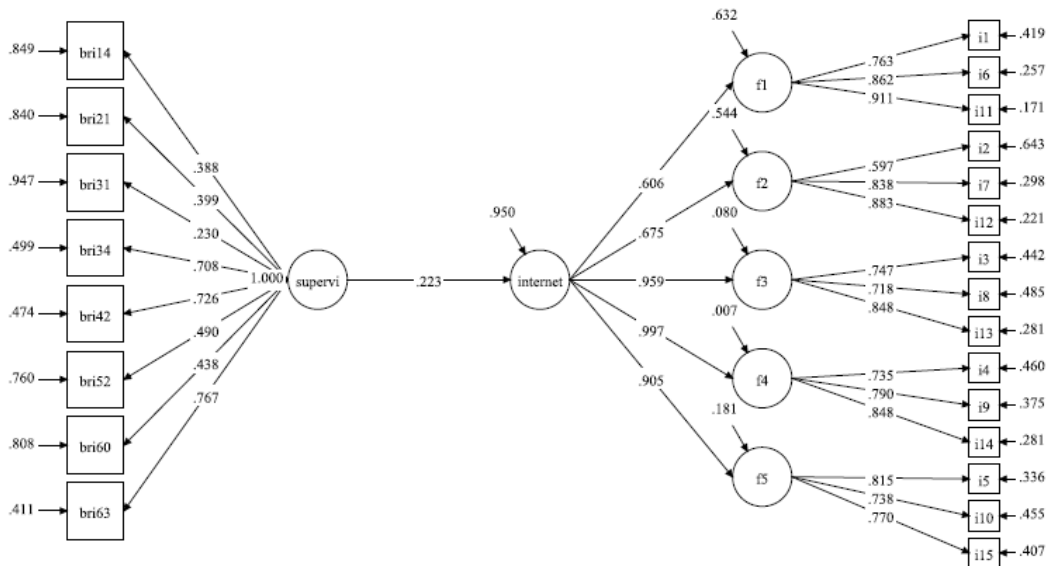 .849
bri14
.840
bri21
.947
bri31
.499
bri34
.474
bri42
.760
bri52
.808
bri60
.411
bri63
.388
.399
.230
.708
.726
.490
.438
.767
1.000
supervi
.223
.950
internet
.606
.675
.959
.997
.905
.632
f1
.544
f2
.080
f3
.007
f4
.181
f5
.763
.862
.911
.597
.838
.883
.747
.718
.848
.735
.790
.848
.815
.738
.770
i1 .419
i6 .257
i11 .171
i2 .643
i7 .298
i12 .221
i3 .442
i8 .485
i13 .281
i4 .460
i9 .375
i14 .281
i5 .336
i10 .455
i15 .407